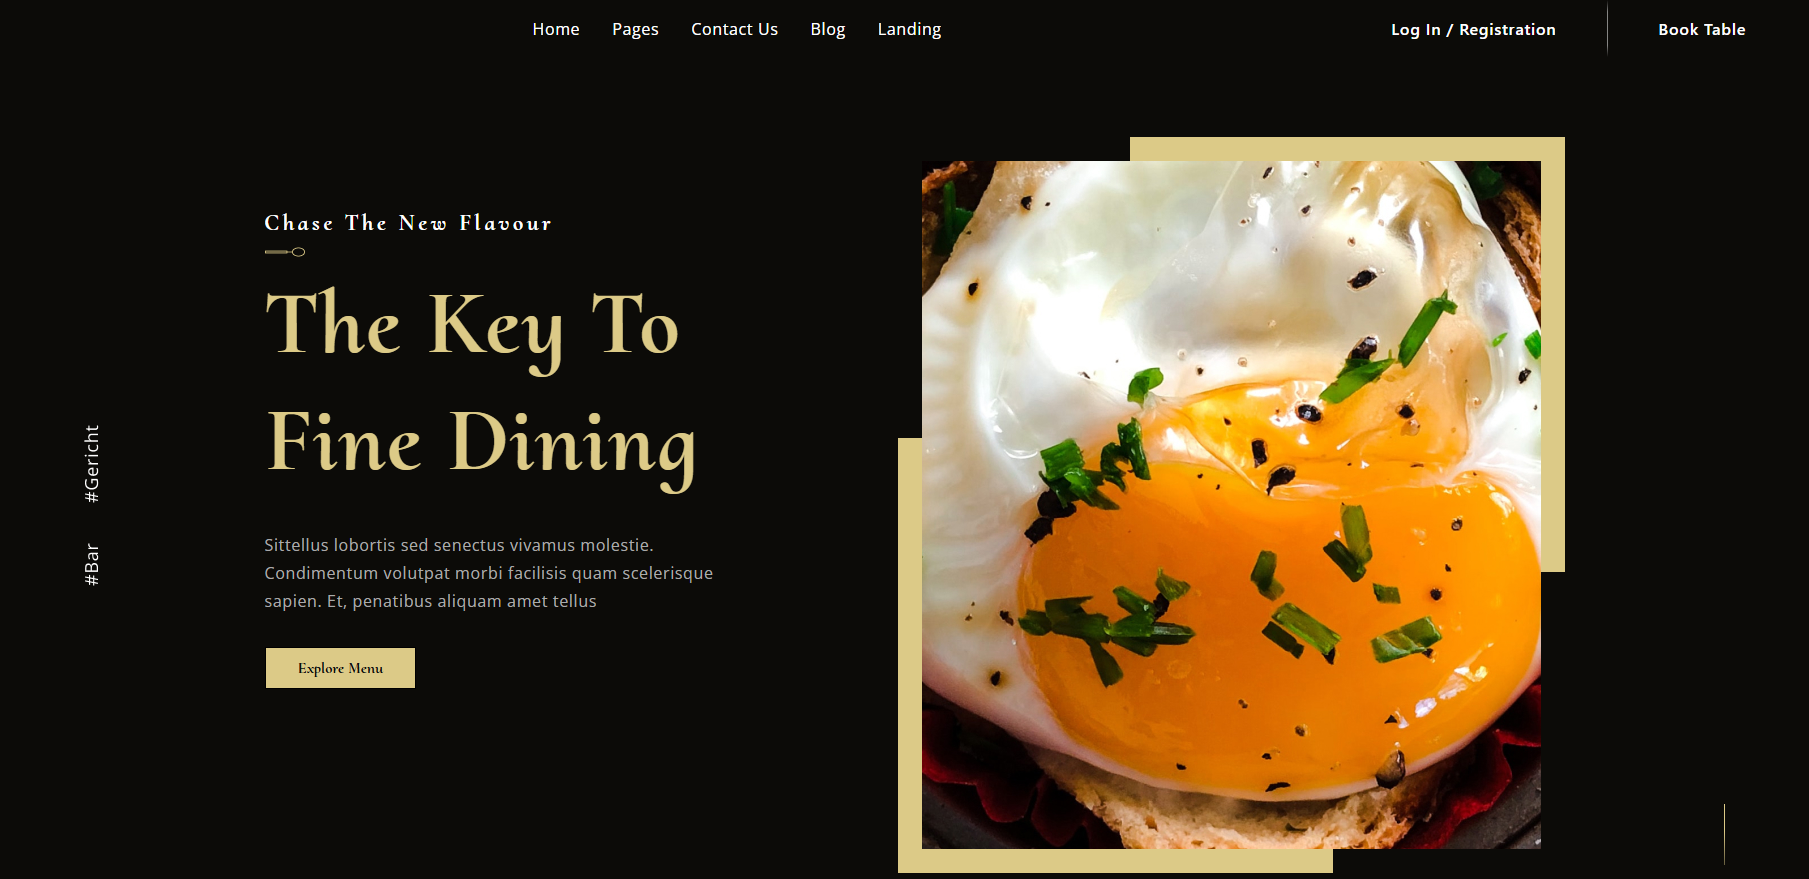 Home Pages Contact Us Blog Landing Log In / Registration Book Table
Chase The New Flavour
The Key To
Fine Dining
Sittellus lobortis sed senectus vivamus molestie.
Condimentum volutpat morbi facilisis quam scelerisque
sapien. Et, penatibus aliquam amet tellus
Explore Menu
#Bar #Gericht